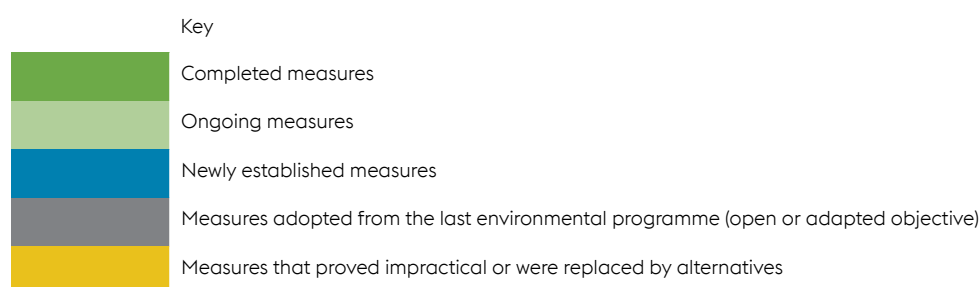 Key
Completed measures
Ongoing measures
Newly established measures
Measures adopted from the last environmental programme (open or adapted objective)
Measures that proved impractical or were replaced by alternatives